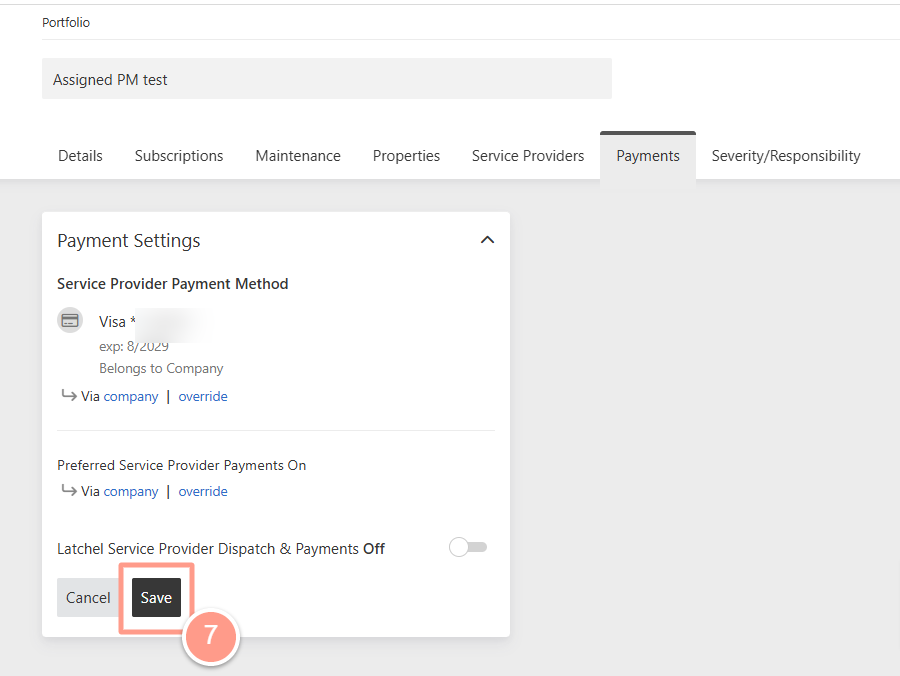 Portfolio
Assigned PM test
Details Subscriptions Maintenance Properties Service Providers Payments Severity/Responsibility
Payment Settings
Service Provider Payment Method
Visa *
exp: 8/2029
Belongs to Company
Via company | override
Preferred Service Provider Payments On
Via company | override
Latchel Service Provider Dispatch & Payments Off
Cancel Save
7